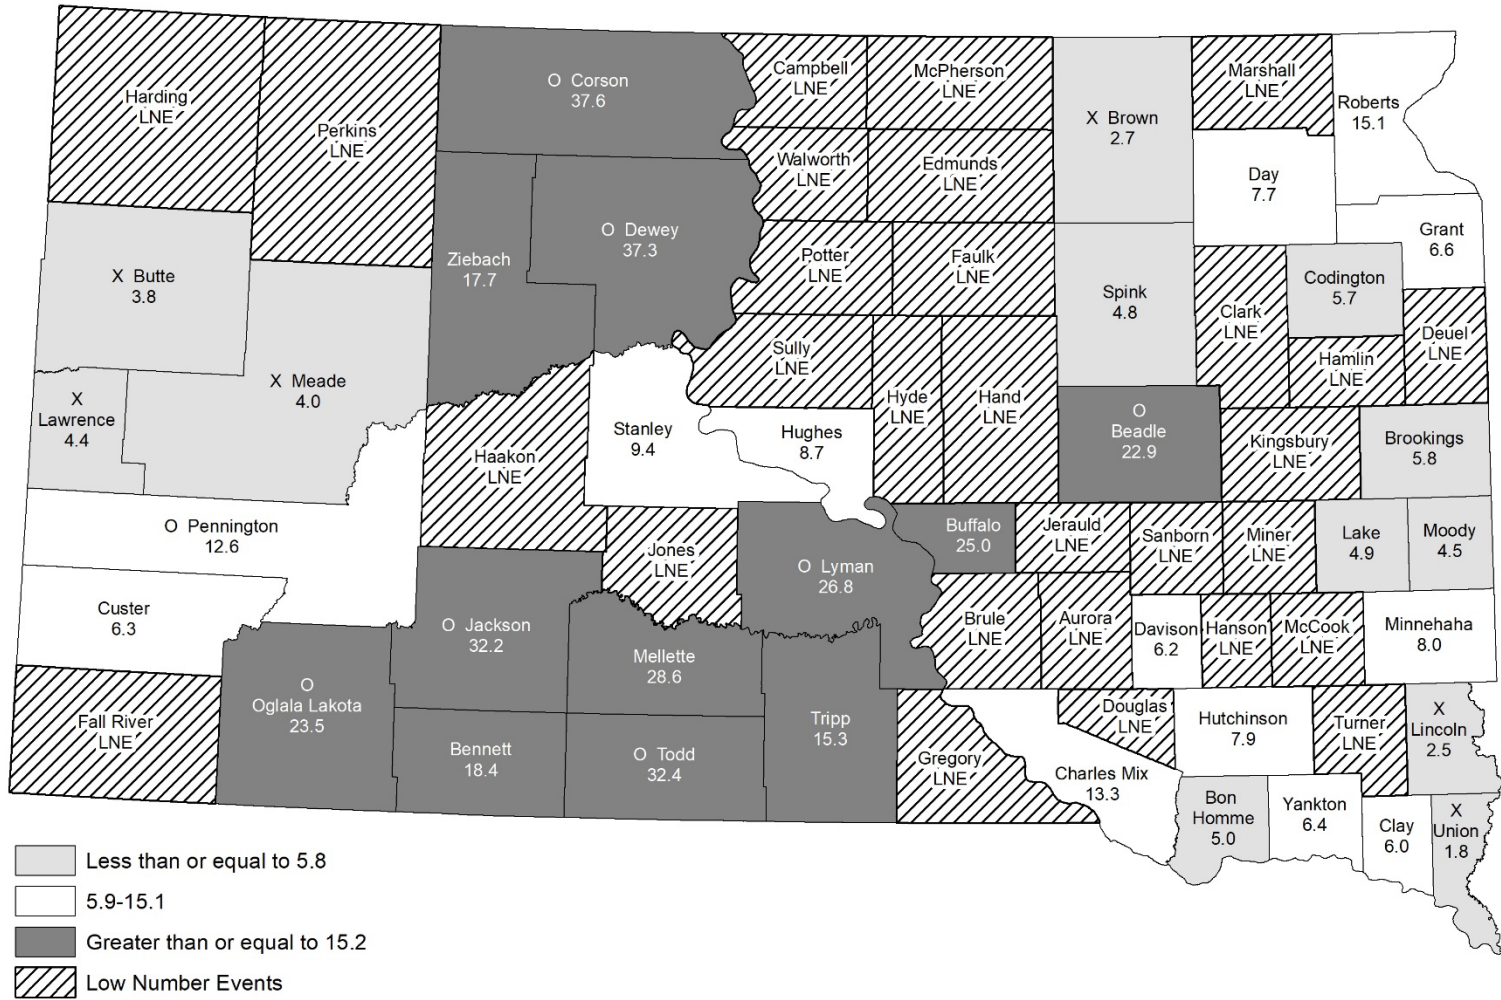 Harding
LNE
Perkins
LNE
O Corson
37.6
Campbell
LNE
McPherson
LNE
X Brown
2.7
Marshall
LNE
Roberts
15.1
Walworth
LNE
Edmunds
LNE
Day
7.7
Grant
6.6
X Butte
3.8
Ziebach
17.7
O Dewey
37.3
Potter
LNE
Faulk
LNE
Spink
4.8
Clark
LNE
Codington
5.7
Deuel
LNE
Hamlin
LNE
X
Lawrence
4.4
X Meade
4.0
Sully
LNE
Hyde
LNE
Hand
LNE
O
Beadle
22.9
Kingsbury
LNE
Brookings
5.8
Haakon
LNE
Stanley
9.4
Hughes
8.7
O Pennington
12.6
Jones
LNE
O Lyman
26.8
Buffalo
25.0
Jerauld
LNE
Sanborn
LNE
Miner
LNE
Lake
4.9
Moody
4.5
Custer
6.3
O Jackson
32.2
Mellette
28.6
Brule
LNE
Aurora
LNE
Davison
6.2
Hanson
LNE
McCook
LNE
Minnehaha
8.0
Fall River
LNE
O
Oglala Lakota
23.5
Bennett
18.4
O Todd
32.4
Tripp
15.3
Gregory
LNE
Charles Mix
13.3
Douglas
LNE
Hutchinson
7.9
Turner
LNE
X
Lincoln
2.5
Bon
Homme
5.0
Yankton
6.4
Clay
6.0
X
Union
1.8
Less than or equal to 5.8
5.9-15.1
Greater than or equal to 15.2
Low Number Events